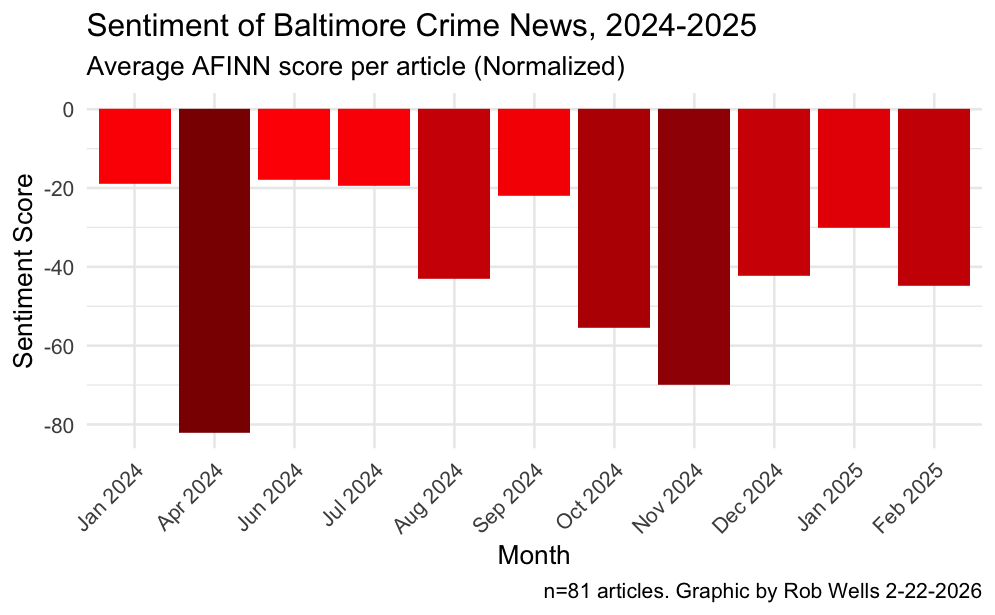 Sentiment of Baltimore Crime News, 2024-2025
Average AFINN score per article (Normalized)
Sentiment Score
0
-20
-40
-60
-80
Jan 2024
Apr 2024
Jun 2024
Jul 2024
Aug 2024
Sep 2024
Oct 2024
Nov 2024
Dec 2024
Jan 2025
Feb 2025
Month
n=81 articles. Graphic by Rob Wells 2-22-2026